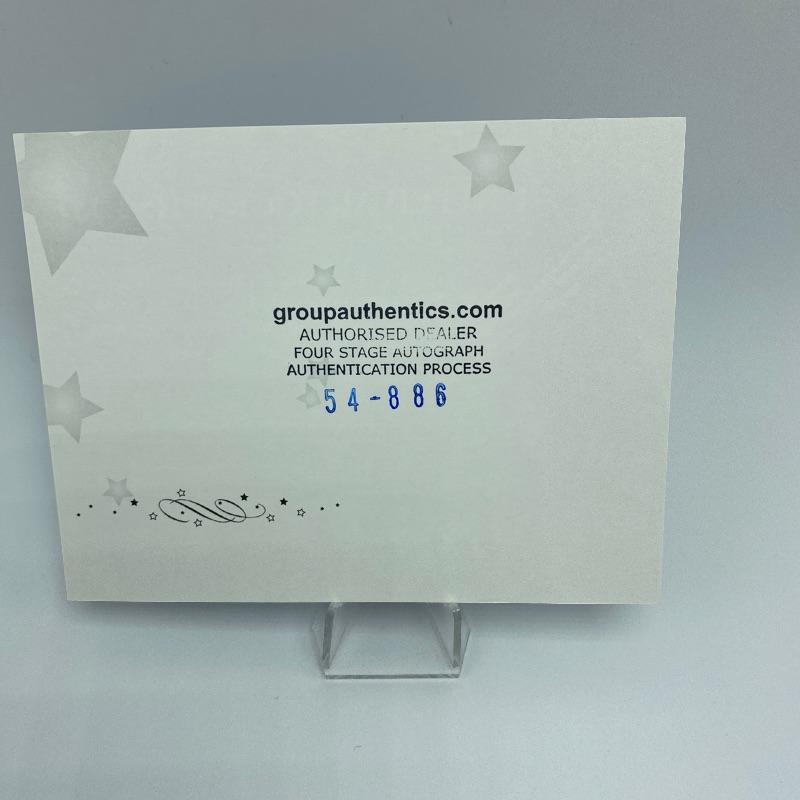 groupauthentics.com
AUTHORISED DEALER
FOUR STAGE AUTOGRAPH
AUTHENTICATION PROCESS
54-886